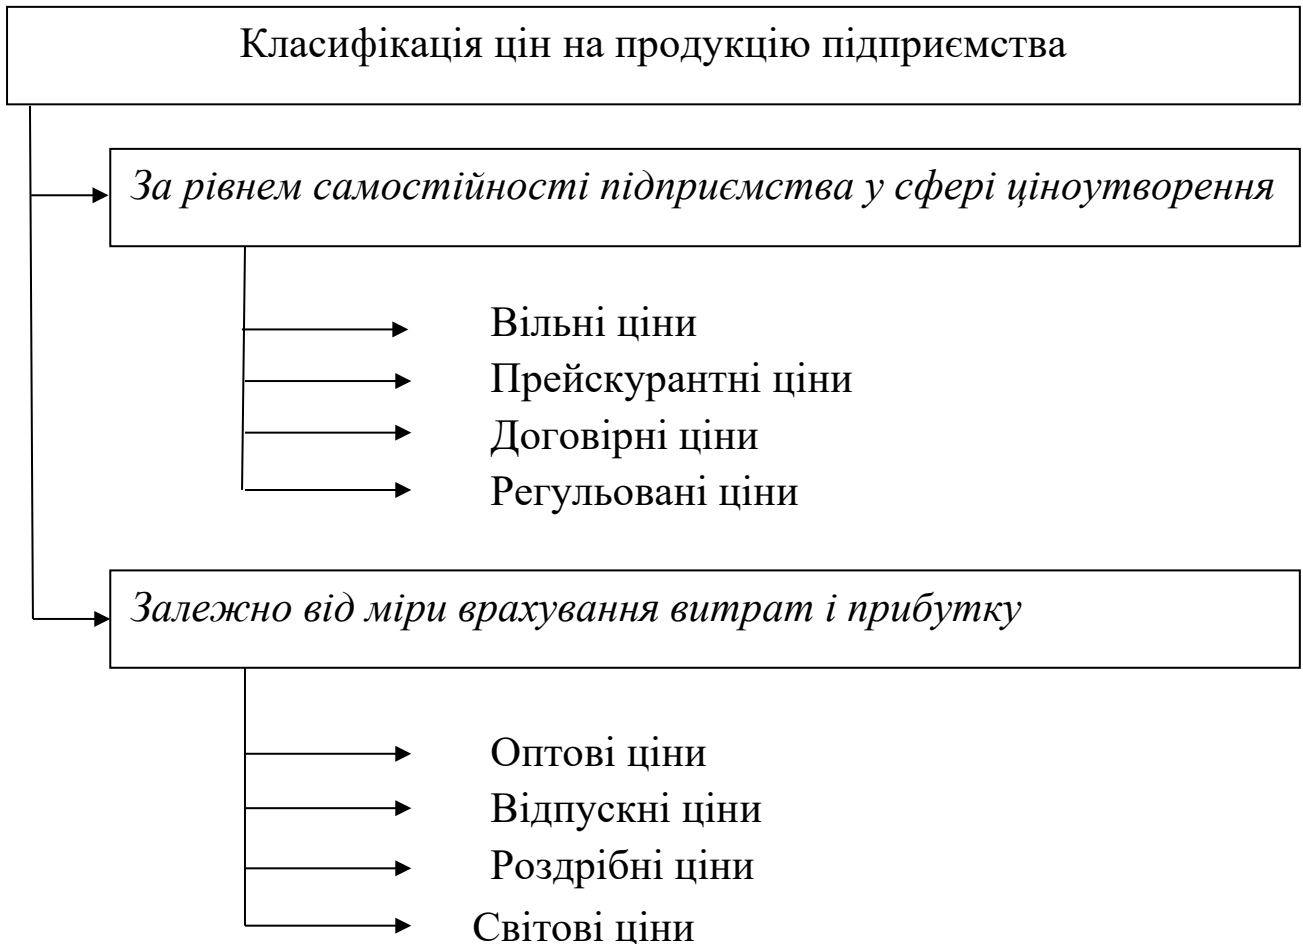 Класифікація цін на продукцію підприємства
За рівнем самостійності підприємства у сфері ціноутворення
Вільні ціни
Прейскурантні ціни
Договірні ціни
Регульовані ціни
Залежно від міри врахування витрат і прибутку
Оптові ціни
Відпускні ціни
Роздрібні ціни
Світові ціни